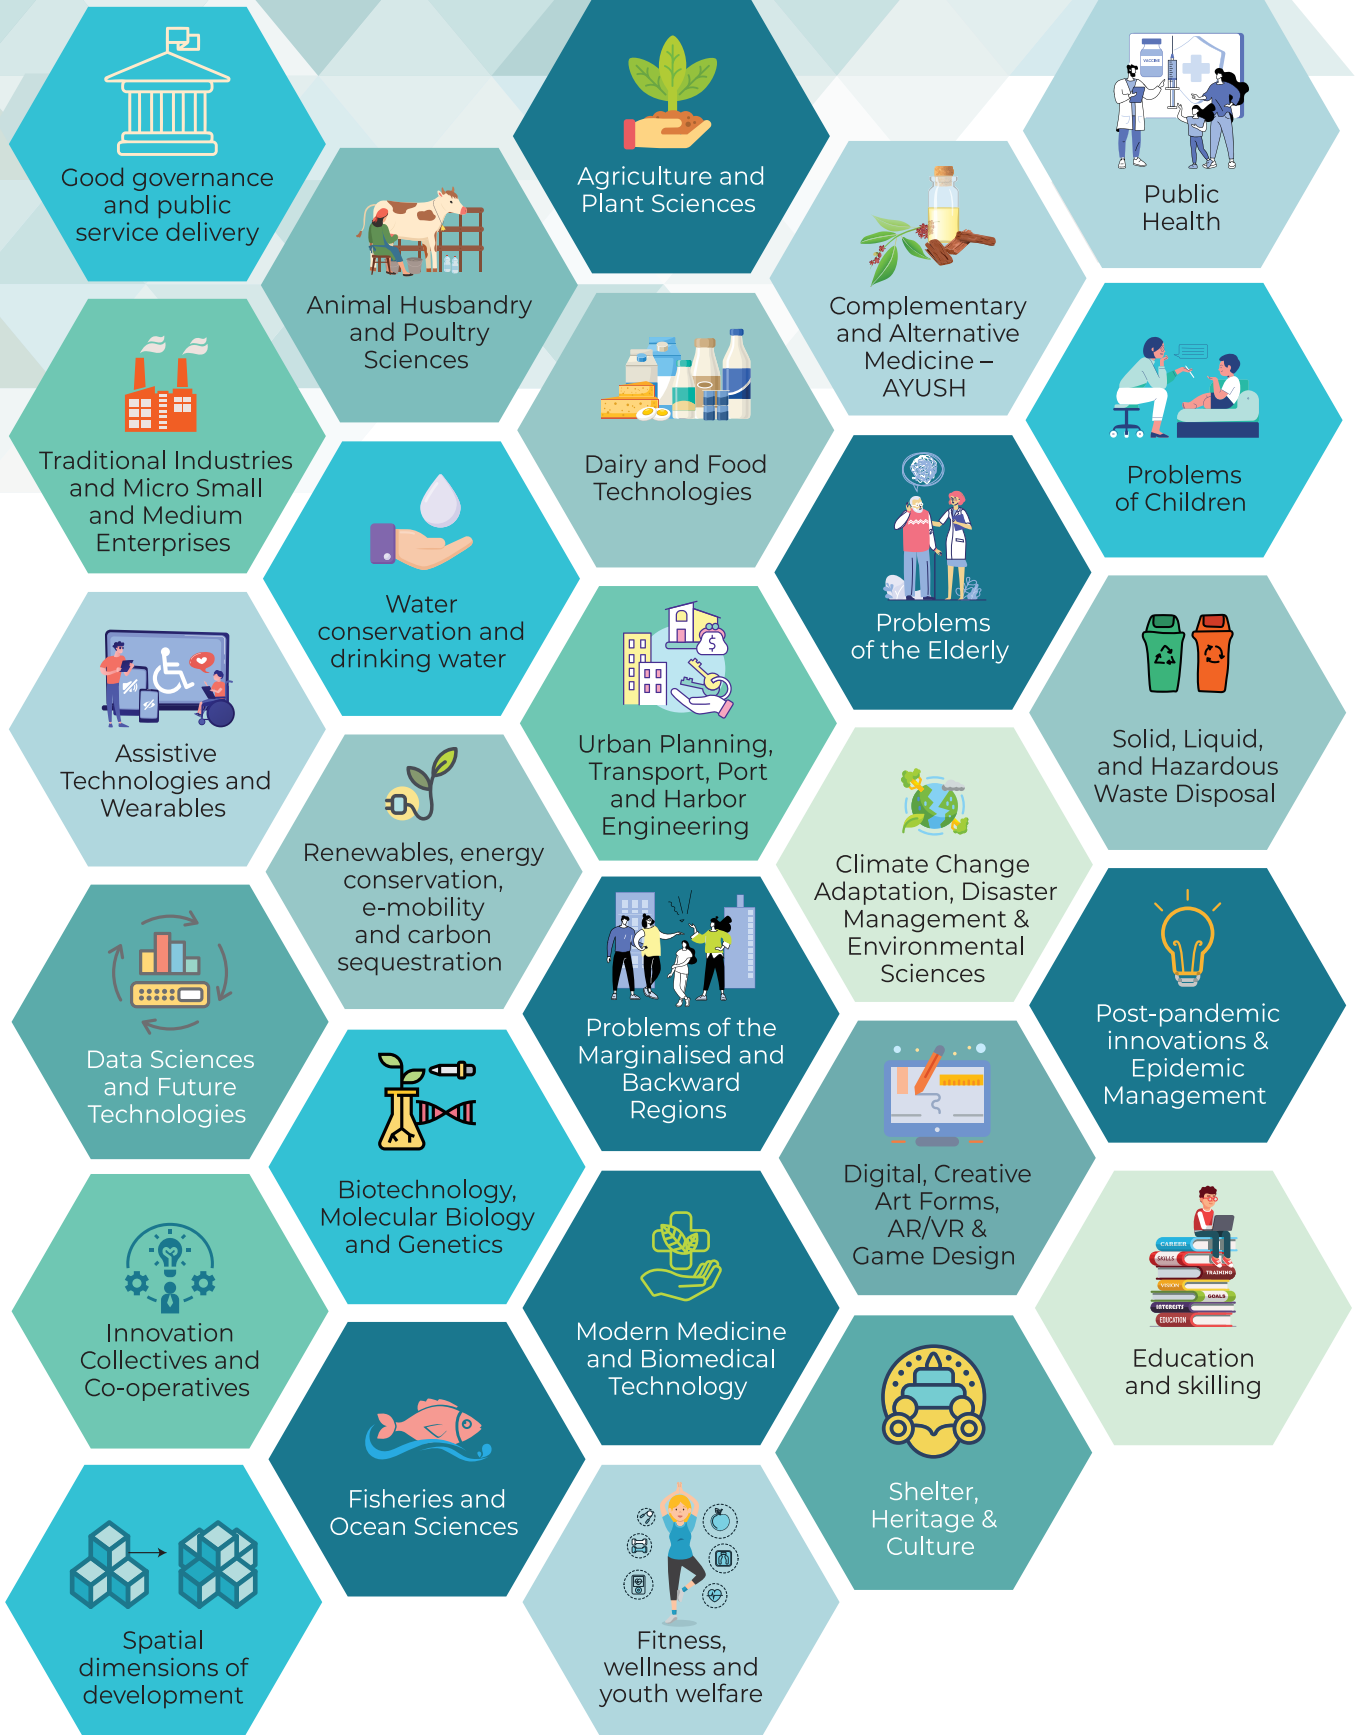 Good governance
and public
service delivery
Agriculture and
Plant Sciences
VACCINE
Public
Health
Animal Husbandry
and Poultry
Sciences
Complementary
and Alternative
Medicine –
AYUSH
Traditional Industries
and Micro Small
and Medium
Enterprises
Dairy and Food
Technologies
Problems
of Children
Water
conservation and
drinking water
Problems
of the Elderly
Assistive
Technologies and
Wearables
$
Urban Planning,
Transport, Port
and Harbor
Engineering
Solid, Liquid,
and Hazardous
Waste Disposal
Renewables, energy
conservation,
e-mobility
and carbon
sequestration
Climate Change
Adaptation, Disaster
Management &
Environmental
Sciences
Data Sciences
and Future
Technologies
Problems of the
Marginalised and
Backward
Regions
Post-pandemic
innovations &
Epidemic
Management
Biotechnology,
Molecular Biology
and Genetics
Digital, Creative
Art Forms,
AR/VR &
Game Design
Innovation
Collectives and
Co-operatives
Modern Medicine
and Biomedical
Technology
CAREER
SKILLS
TRAINING
VISION
GOALS
INTERESTS
EDUCATION
Education
and skilling
Fisheries and
Ocean Sciences
Shelter,
Heritage &
Culture
Spatial
dimensions of
development
Fitness,
wellness and
youth welfare